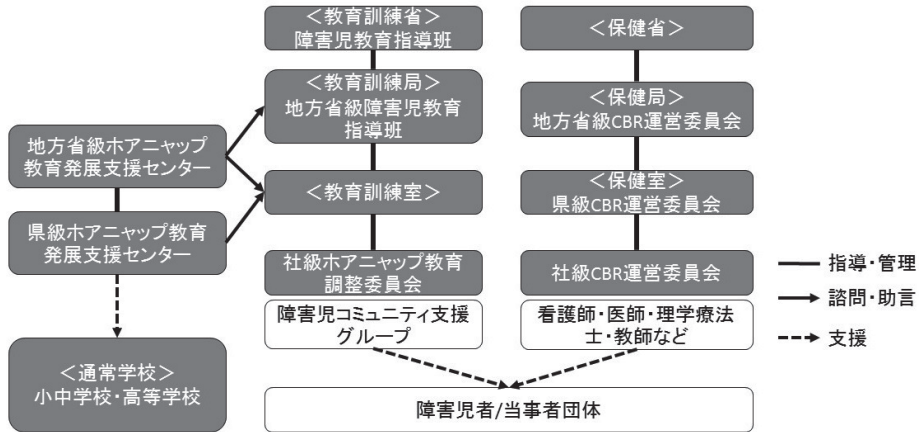 ＜教育訓練省＞
障害児教育指導班
＜保健省＞
＜教育訓練局＞
地方省級障害児教育
指導班
＜保健局＞
地方省級CBR運営委員会
地方省級ホアニャップ
教育発展支援センター
＜教育訓練室＞
＜保健室＞
県級CBR運営委員会
県級ホアニャップ教育
発展支援センター
社級ホアニャップ教育
調整委員会
社級CBR運営委員会
障害児コミュニティ支援
グループ
看護師・医師・理学療法
士・教師など
＜通常学校＞
小中学校・高等学校
障害児者/当事者団体
指導・管理
諮問・助言
支援